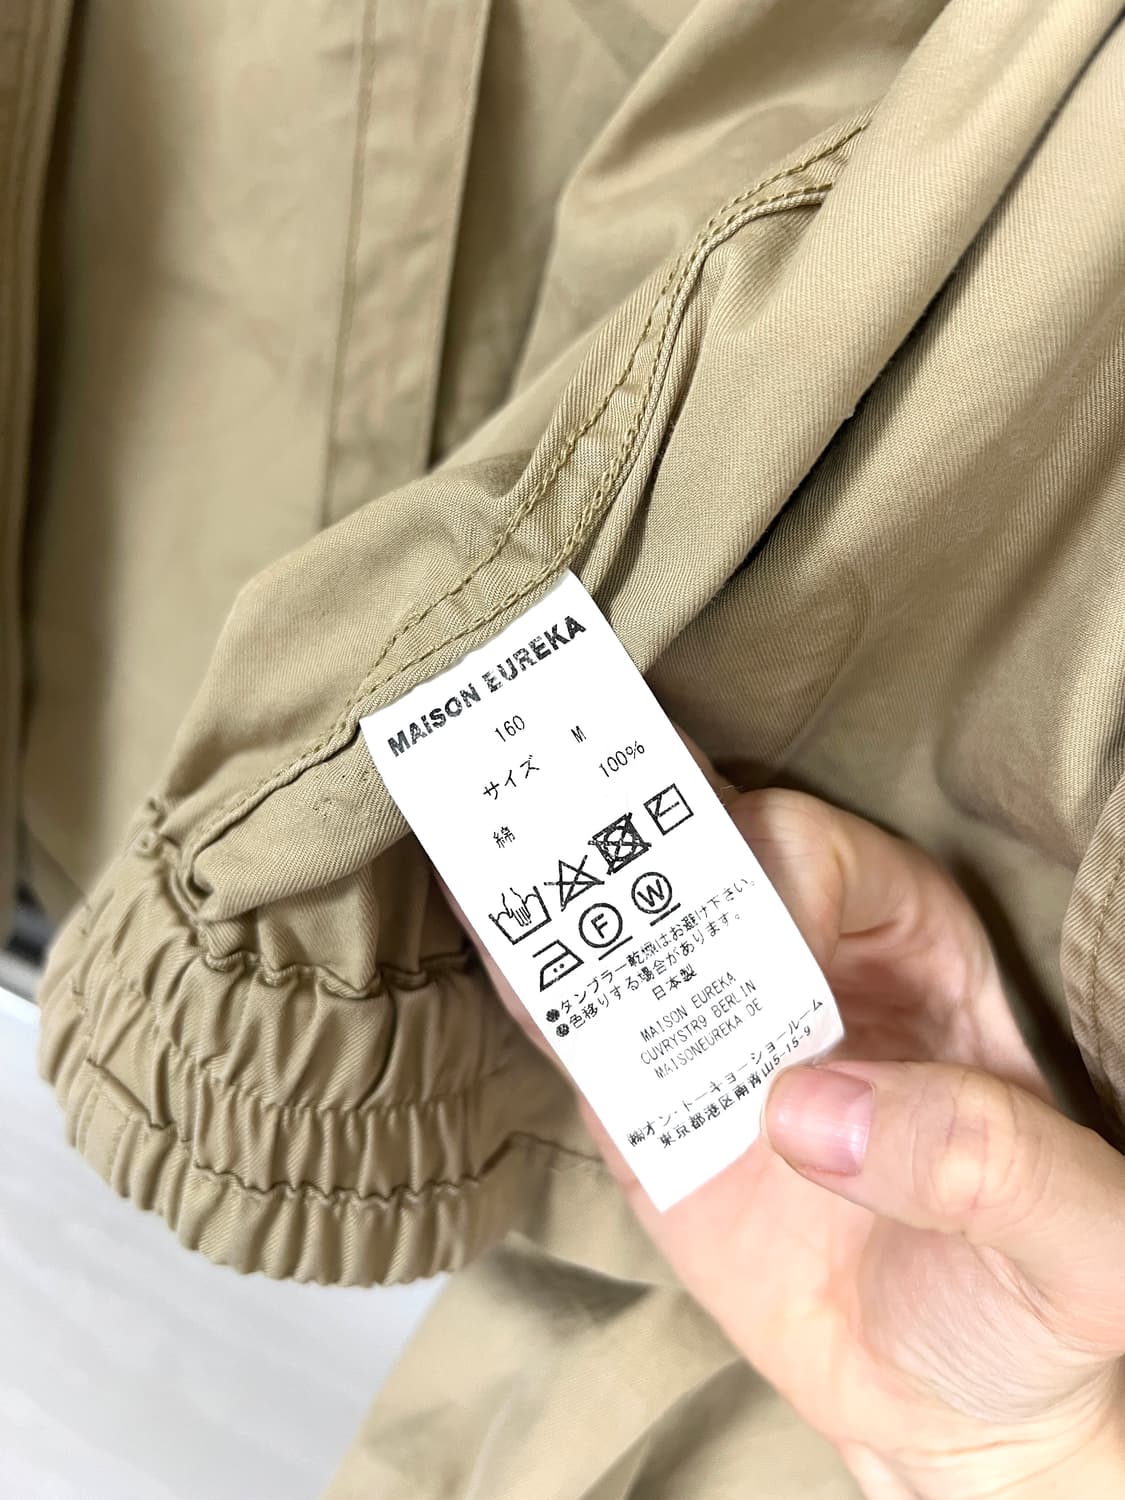 MAISON EUREKA
160
サイズ M
綿 100%
F W
●タンブラー乾燥はお避け下さい。
●色移りする場合があります。
日本製
MAISON EUREKA
CUVRYSTR9 BERLIN
MAISONEUREKA DE
㈱オン・トーキョーショールーム
東京都港区南青山5-15-9